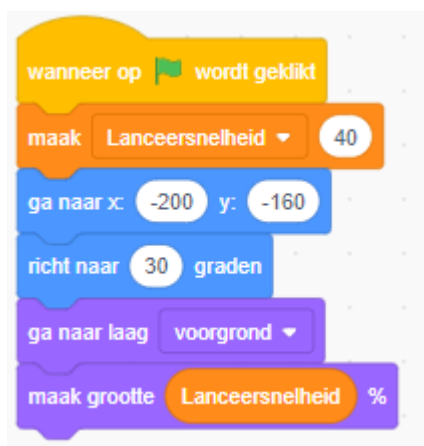 wanneer op wordt geklikt
maak Lanceersnelheid 40
ga naar x: -200 y: -160
richt naar 30 graden
ga naar laag voorgrond
maak grootte Lanceersnelheid %